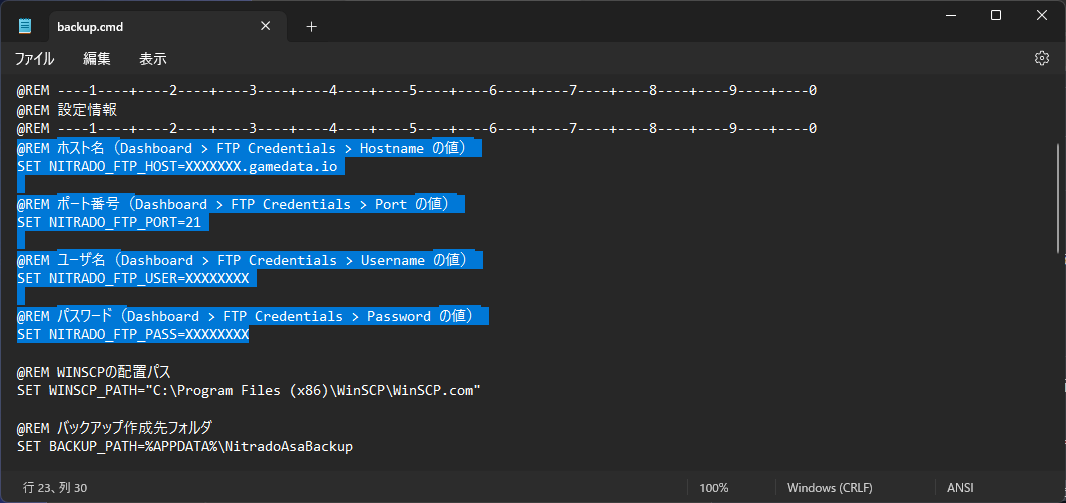 backup.cmd
ファイル 編集 表示
@REM ----1----+----2----+----3----+----4----+----5----+----6----+----7----+----8----+----9----+----0
@REM 設定情報
@REM ----1----+----2----+----3----+----4----+----5----+----6----+----7----+----8----+----9----+----0
@REM ホスト名（Dashboard > FTP Credentials > Hostname の値）
SET NITRADO_FTP_HOST=XXXXXXX.gamedata.io
@REM ポート番号（Dashboard > FTP Credentials > Port の値）
SET NITRADO_FTP_PORT=21
@REM ユーザ名（Dashboard > FTP Credentials > Username の値）
SET NITRADO_FTP_USER=XXXXXXXX
@REM パスワード（Dashboard > FTP Credentials > Password の値）
SET NITRADO_FTP_PASS=XXXXXXXX
@REM WINSCPの配置パス
SET WINSCP_PATH="C:\Program Files (x86)\WinSCP\WinSCP.com"
@REM バックアップ作成先フォルダ
SET BACKUP_PATH=%APPDATA%\NitradoAsaBackup
行 23、列 30 100% Windows (CRLF) ANSI